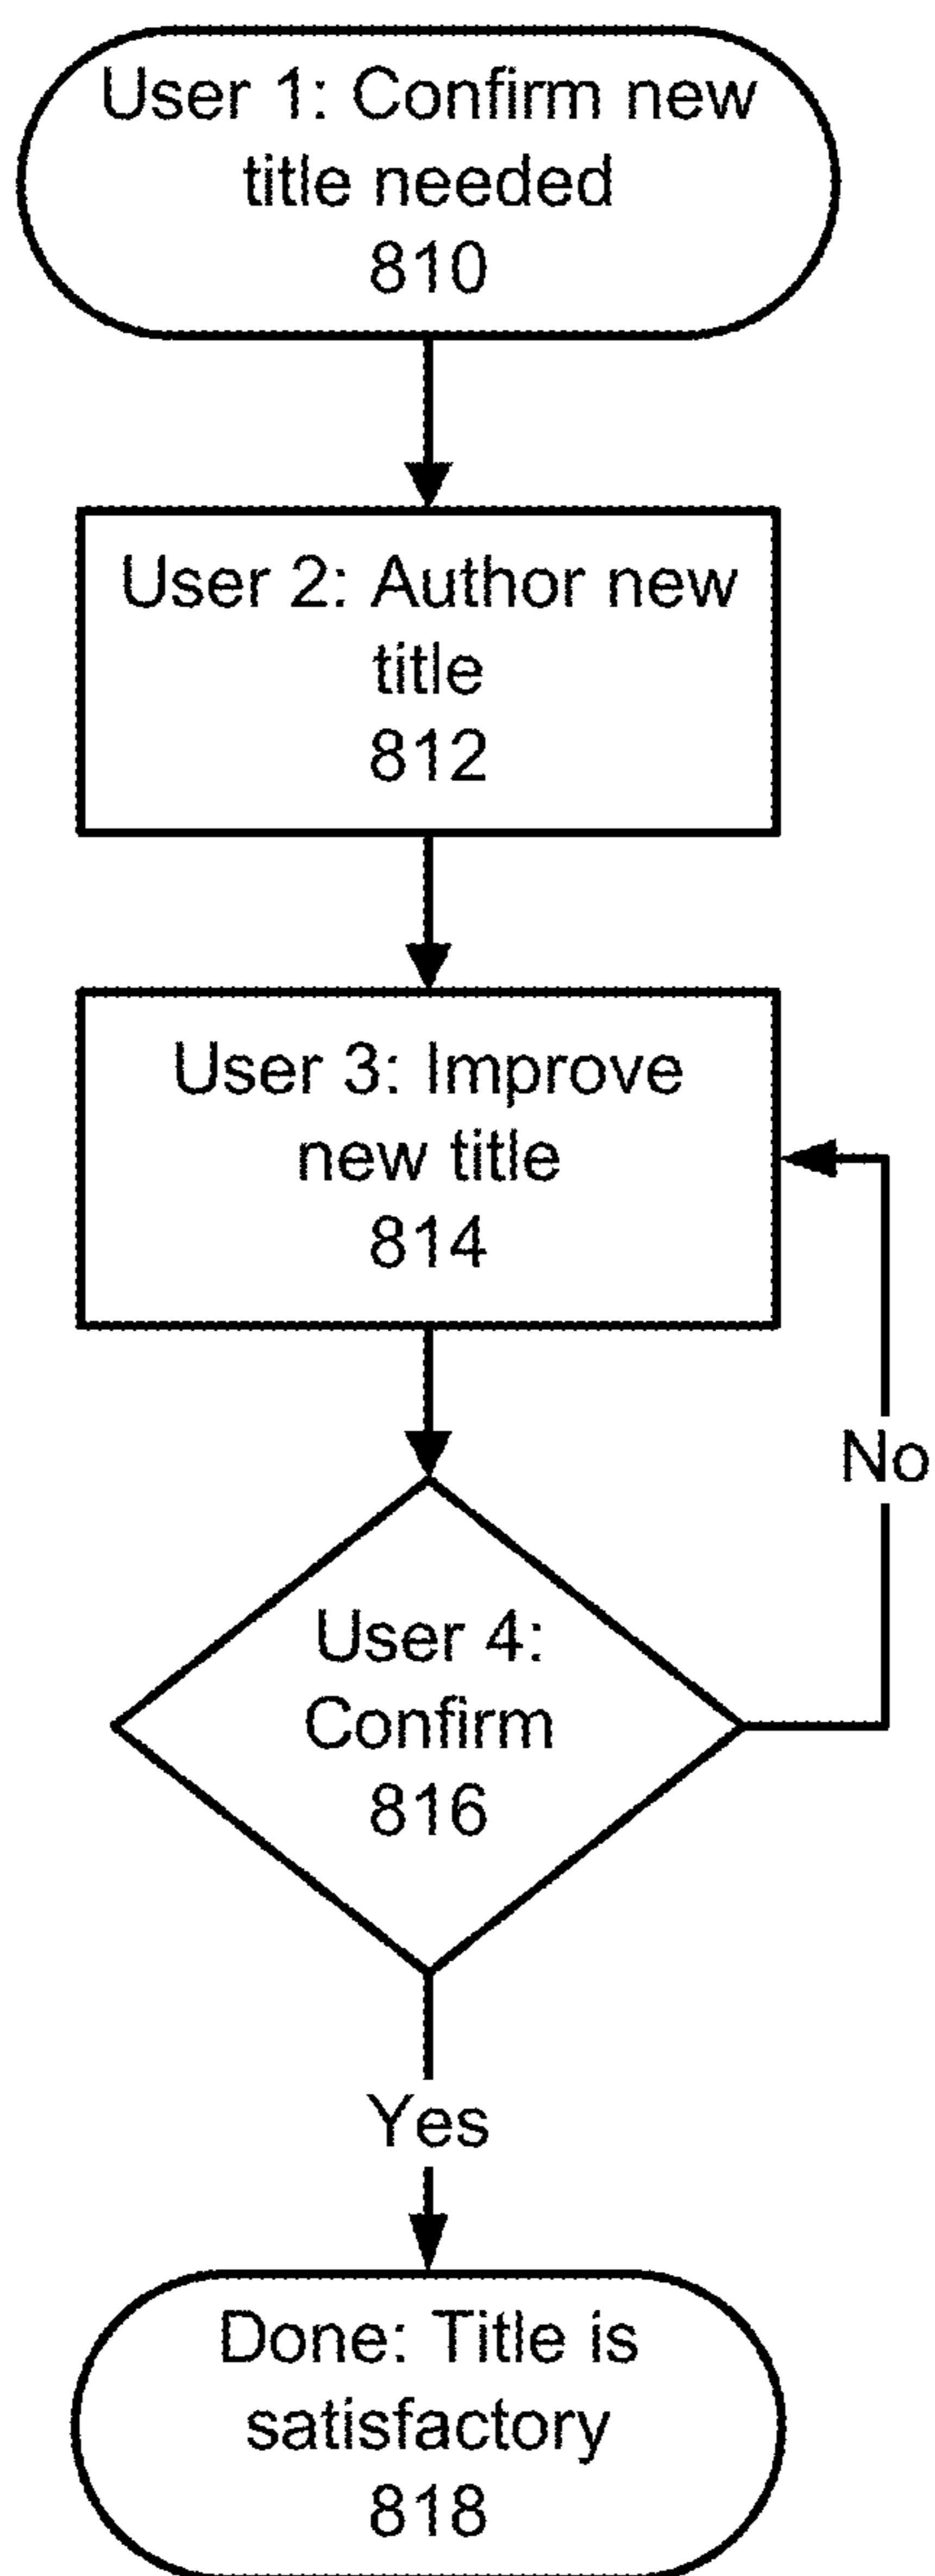 User 1: Confirm new
title needed
810
User 2: Author new
title
812
User 3: Improve
new title
814
No
User 4:
Confirm
816
Yes
Done: Title is
satisfactory
818